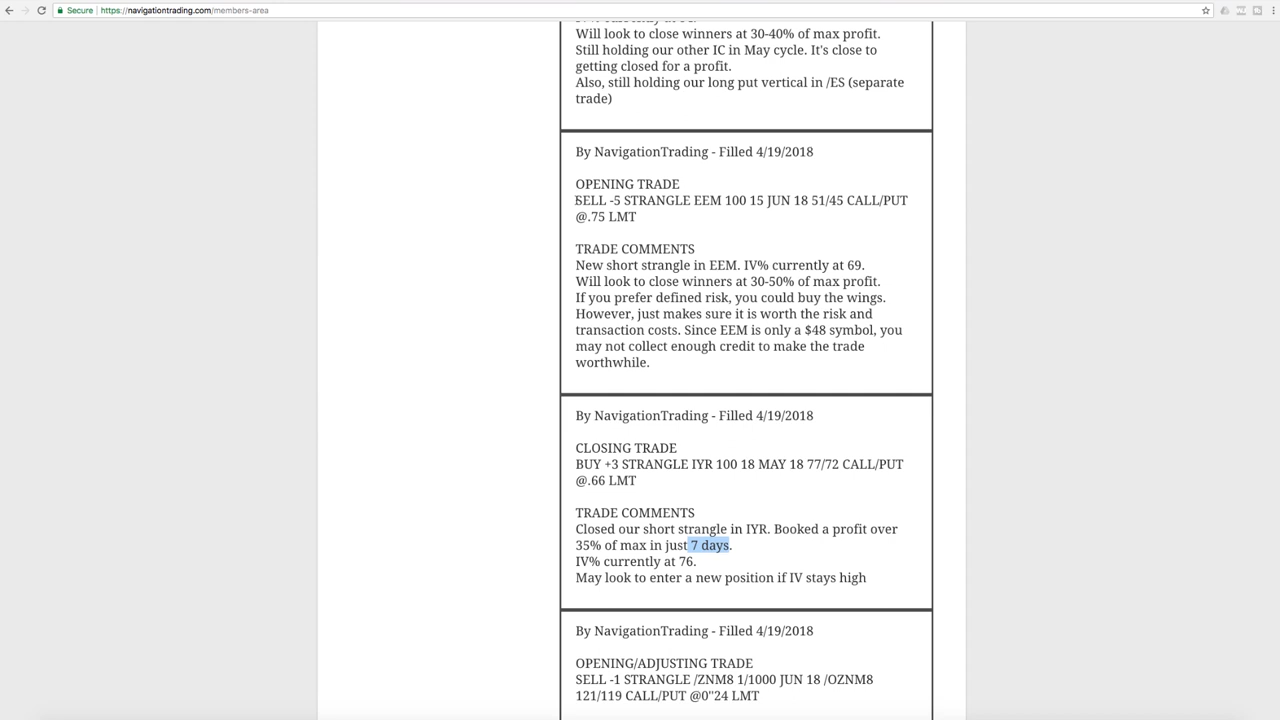 Secure
https://navigationtrading.com/members-area
Will look to close winners at 30-40% of max profit.
Still holding our other IC in May cycle. It's close to
getting closed for a profit.
Also, still holding our long put vertical in /ES (separate
trade)
By NavigationTrading - Filled 4/19/2018
OPENING TRADE
SELL -5 STRANGLE EEM 100 15 JUN 18 51/45 CALL/PUT
@.75 LMT
TRADE COMMENTS
New short strangle in EEM. IV% currently at 69.
Will look to close winners at 30-50% of max profit.
If you prefer defined risk, you could buy the wings.
However, just makes sure it is worth the risk and
transaction costs. Since EEM is only a $48 symbol, you
may not collect enough credit to make the trade
worthwhile.
By NavigationTrading - Filled 4/19/2018
CLOSING TRADE
BUY +3 STRANGLE IYR 100 18 MAY 18 77/72 CALL/PUT
@.66 LMT
TRADE COMMENTS
Closed our short strangle in IYR. Booked a profit over
35% of max in just 7 days.
IV% currently at 76.
May look to enter a new position if IV stays high
By NavigationTrading - Filled 4/19/2018
OPENING/ADJUSTING TRADE
SELL -1 STRANGLE /ZNM8 1/1000 JUN 18 /OZNM8
121/119 CALL/PUT @0"24 LMT